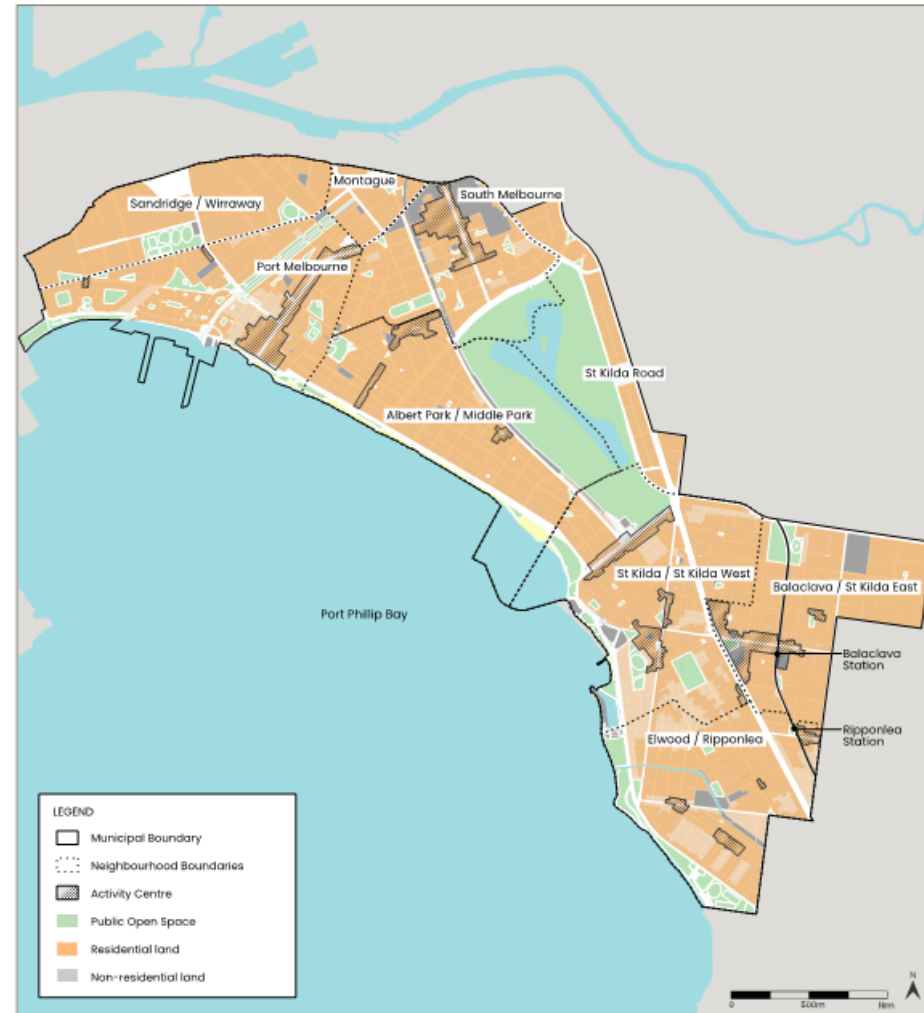 Montague
South Melbourne
Sandridge / Wirraway
Port Melbourne
St Kilda Road
Albert Park / Middle Park
St Kilda / St Kilda West
Balaclava / St Kilda East
Port Phillip Bay
Balaclava
Station
Ripponlea
Station
Elwood / Ripponlea
LEGEND
Municipal Boundary
Neighbourhood Boundaries
Activity Centre
Public Open Space
Residential land
Non-residential land
N
0 500m 1km